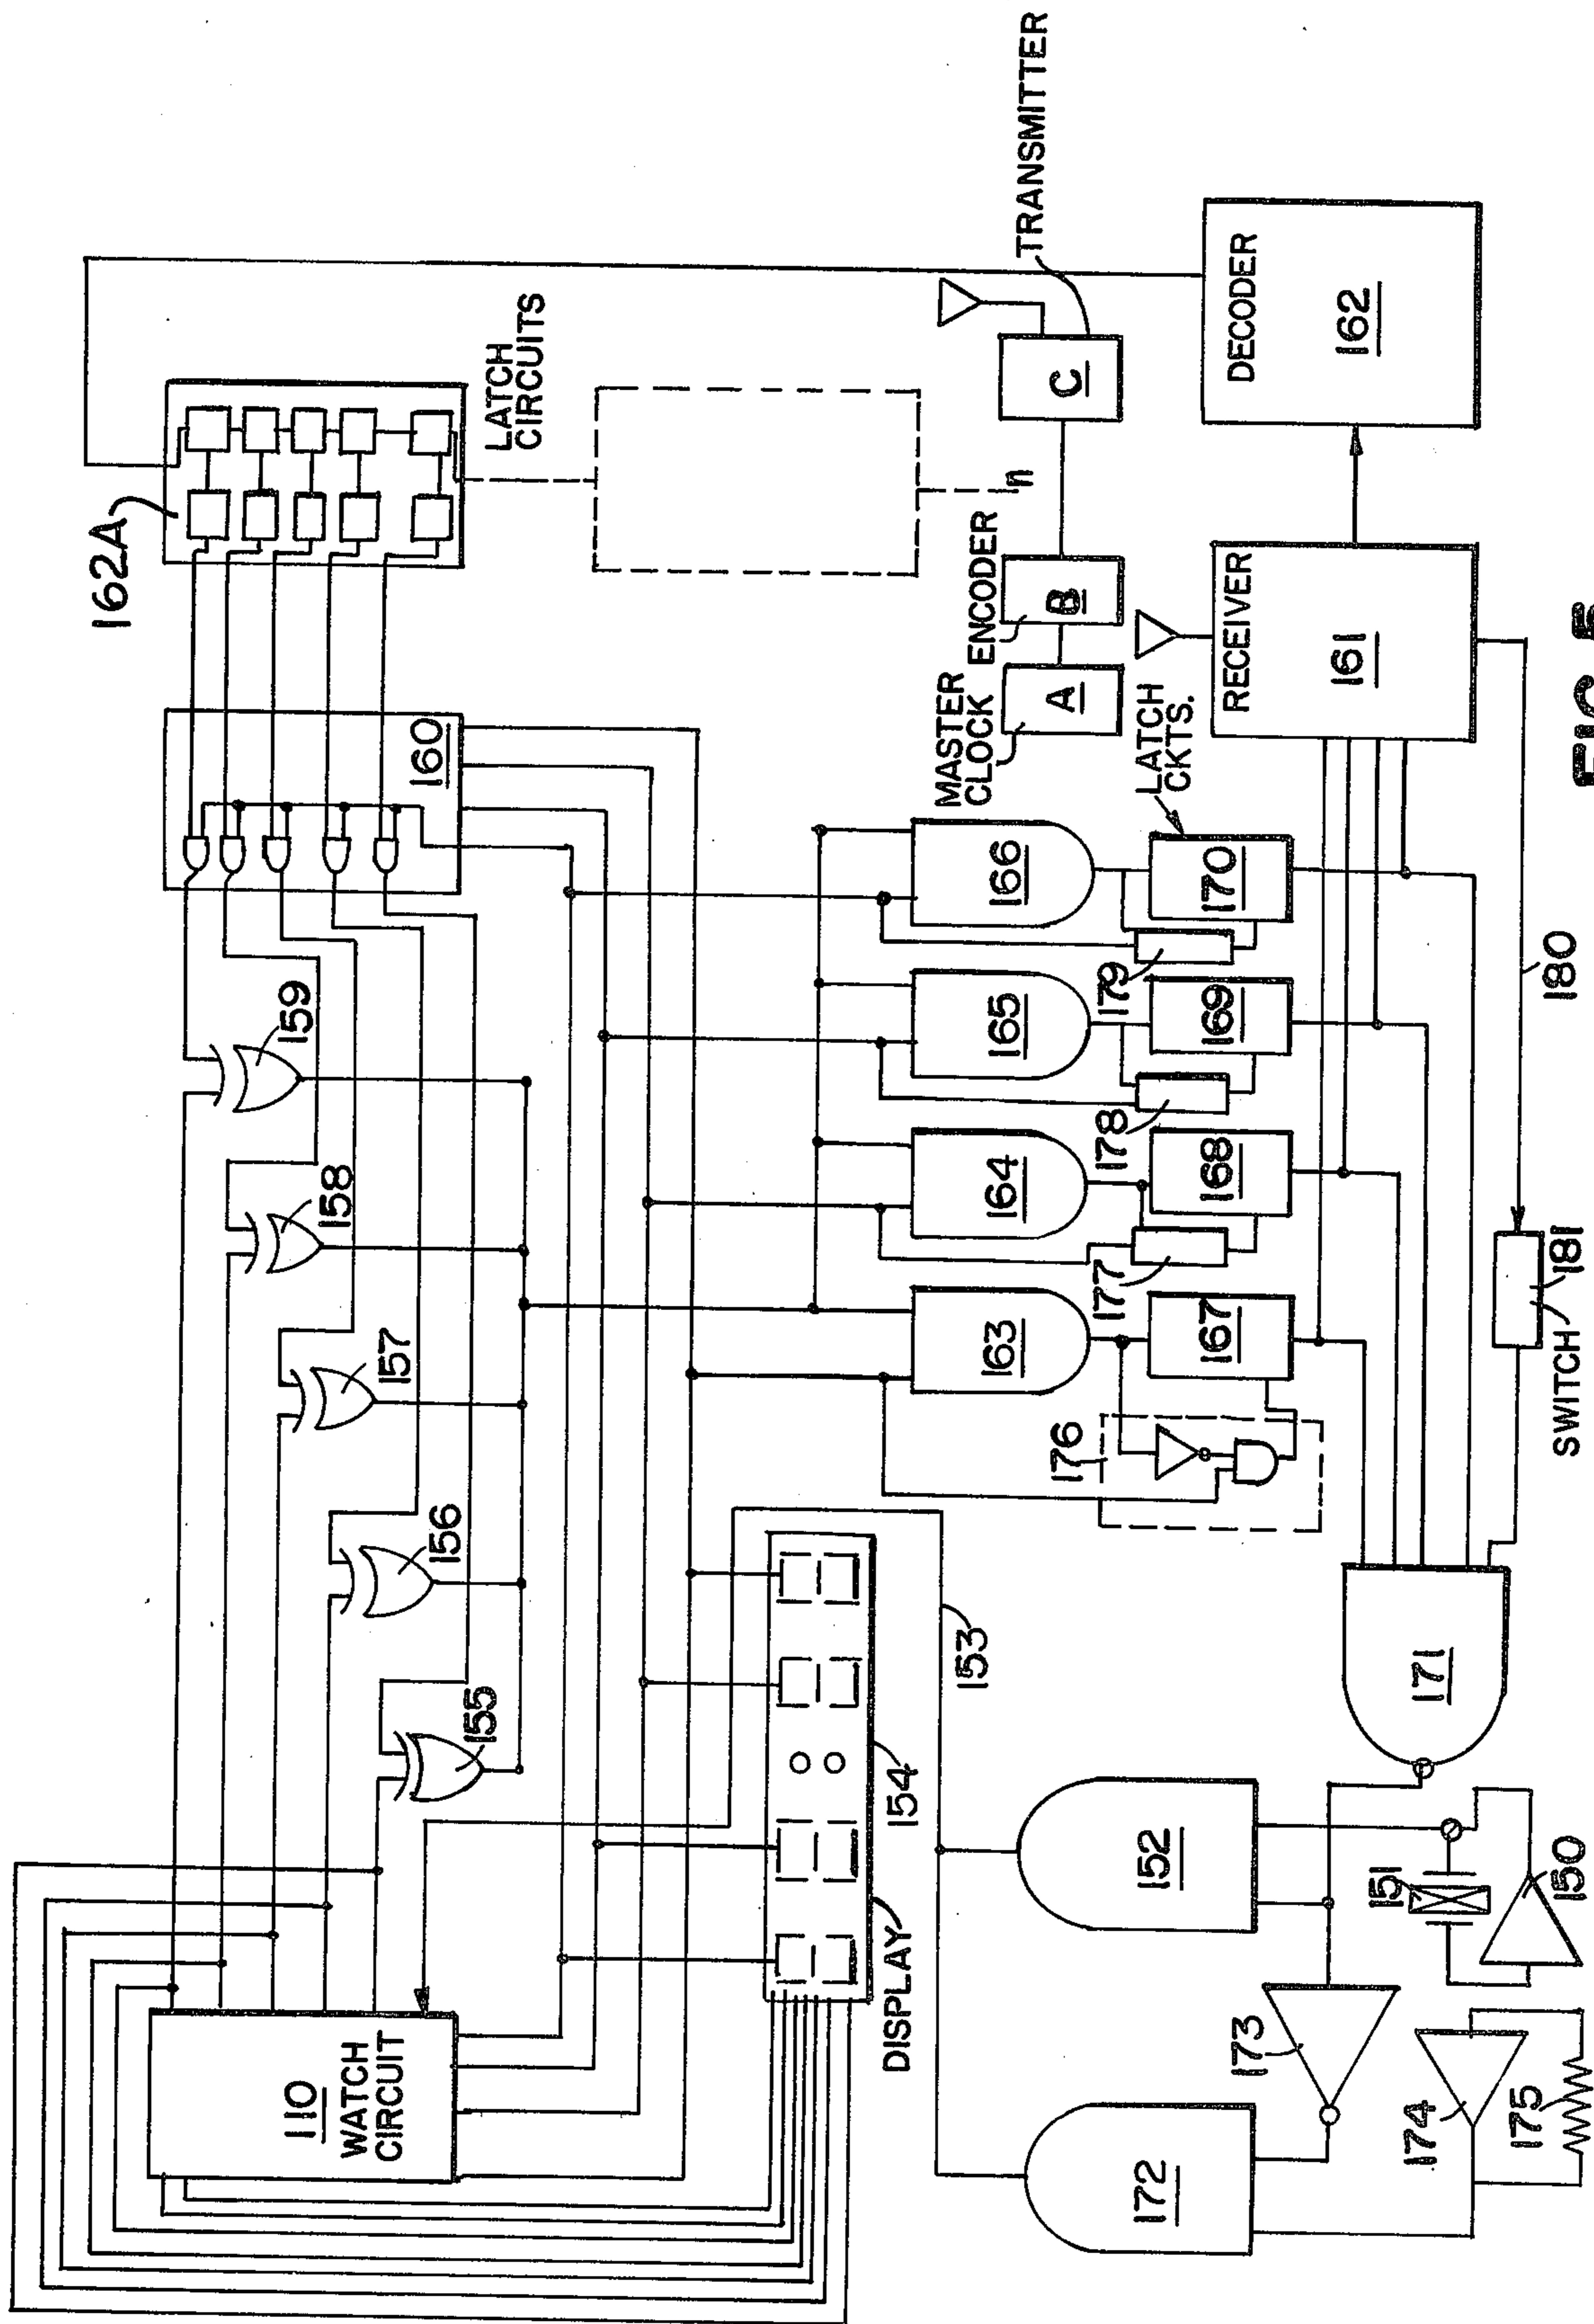 162A
LATCH
CIRCUITS
n
TRANSMITTER
C
DECODER
162
160
MASTER
CLOCK
ENCODER
A
B
RECEIVER
161
159
158
157
156
155
166
165
164
163
LATCH
CKTS.
170
169
168
167
179
178
177
176
180
181
SWITCH
110
WATCH
CIRCUIT
DISPLAY
154
153
171
152
172
151
150
173
174
175
FIG. 5